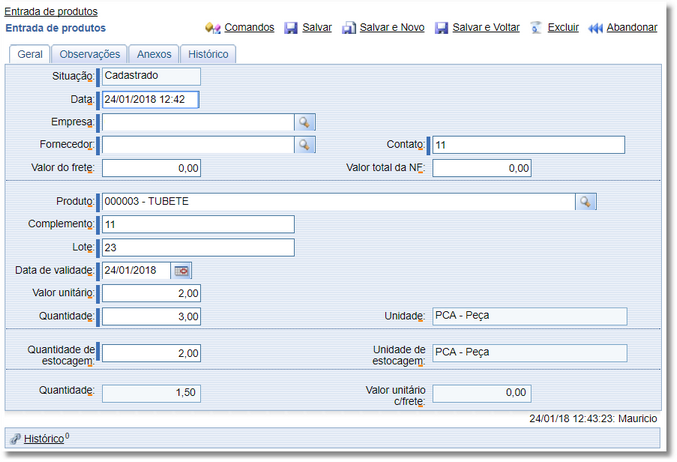 Entrada de produtos
Entrada de produtos Comandos Salvar Salvar e Novo Salvar e Voltar Excluir Abandonar
Geral Observações Anexos Histórico
Situação: Cadastrado
Data: 24/01/2018 12:42
Empresa:
Fornecedor: Contato: 11
Valor do frete: 0,00 Valor total da NF: 0,00
Produto: 000003 - TUBETE
Complemento: 11
Lote: 23
Data de validade: 24/01/2018
Valor unitário: 2,00
Quantidade: 3,00 Unidade: PCA - Peça
Quantidade de estocagem: 2,00 Unidade de estocagem: PCA - Peça
Quantidade: 1,50 Valor unitário c/frete: 0,00
24/01/18 12:43:23: Mauricio
Histórico 0